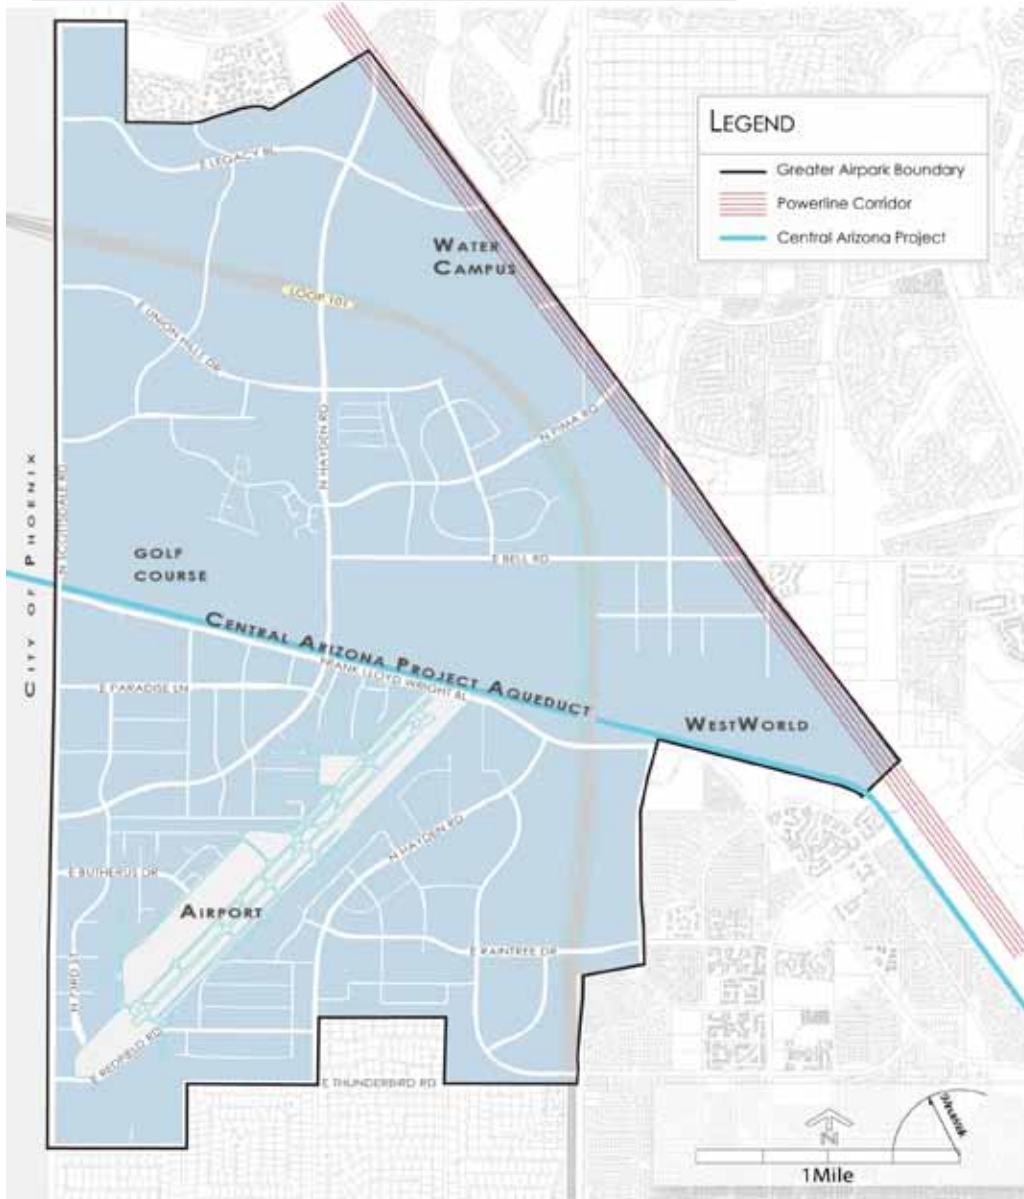 LEGEND
Greater Airpark Boundary
Powerline Corridor
Central Arizona Project
E LEGACY BL
WATER
CAMPUS
LOOP 101
E UNION HILLS DR
N HAYDEN RD
N PIMA RD
CITY OF PHOENIX
N SCOTTSDALE RD
GOLF
COURSE
E BELL RD
CENTRAL ARIZONA PROJECT AQUEDUCT
FRANK LLOYD WRIGHT BL
E PARADISE LN
WESTWORLD
N HAYDEN RD
E BUTHERUS DR
AIRPORT
E RAINTREE DR
N 73RD ST
E REDFIELD RD
E THUNDERBIRD RD
N
1Mile